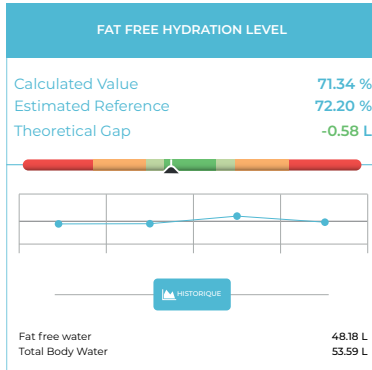 FAT FREE HYDRATION LEVEL
Calculated Value 71.34 %
Estimated Reference 72.20 %
Theoretical Gap -0.58 L
HISTORIQUE
Fat free water 48.18 L
Total Body Water 53.59 L